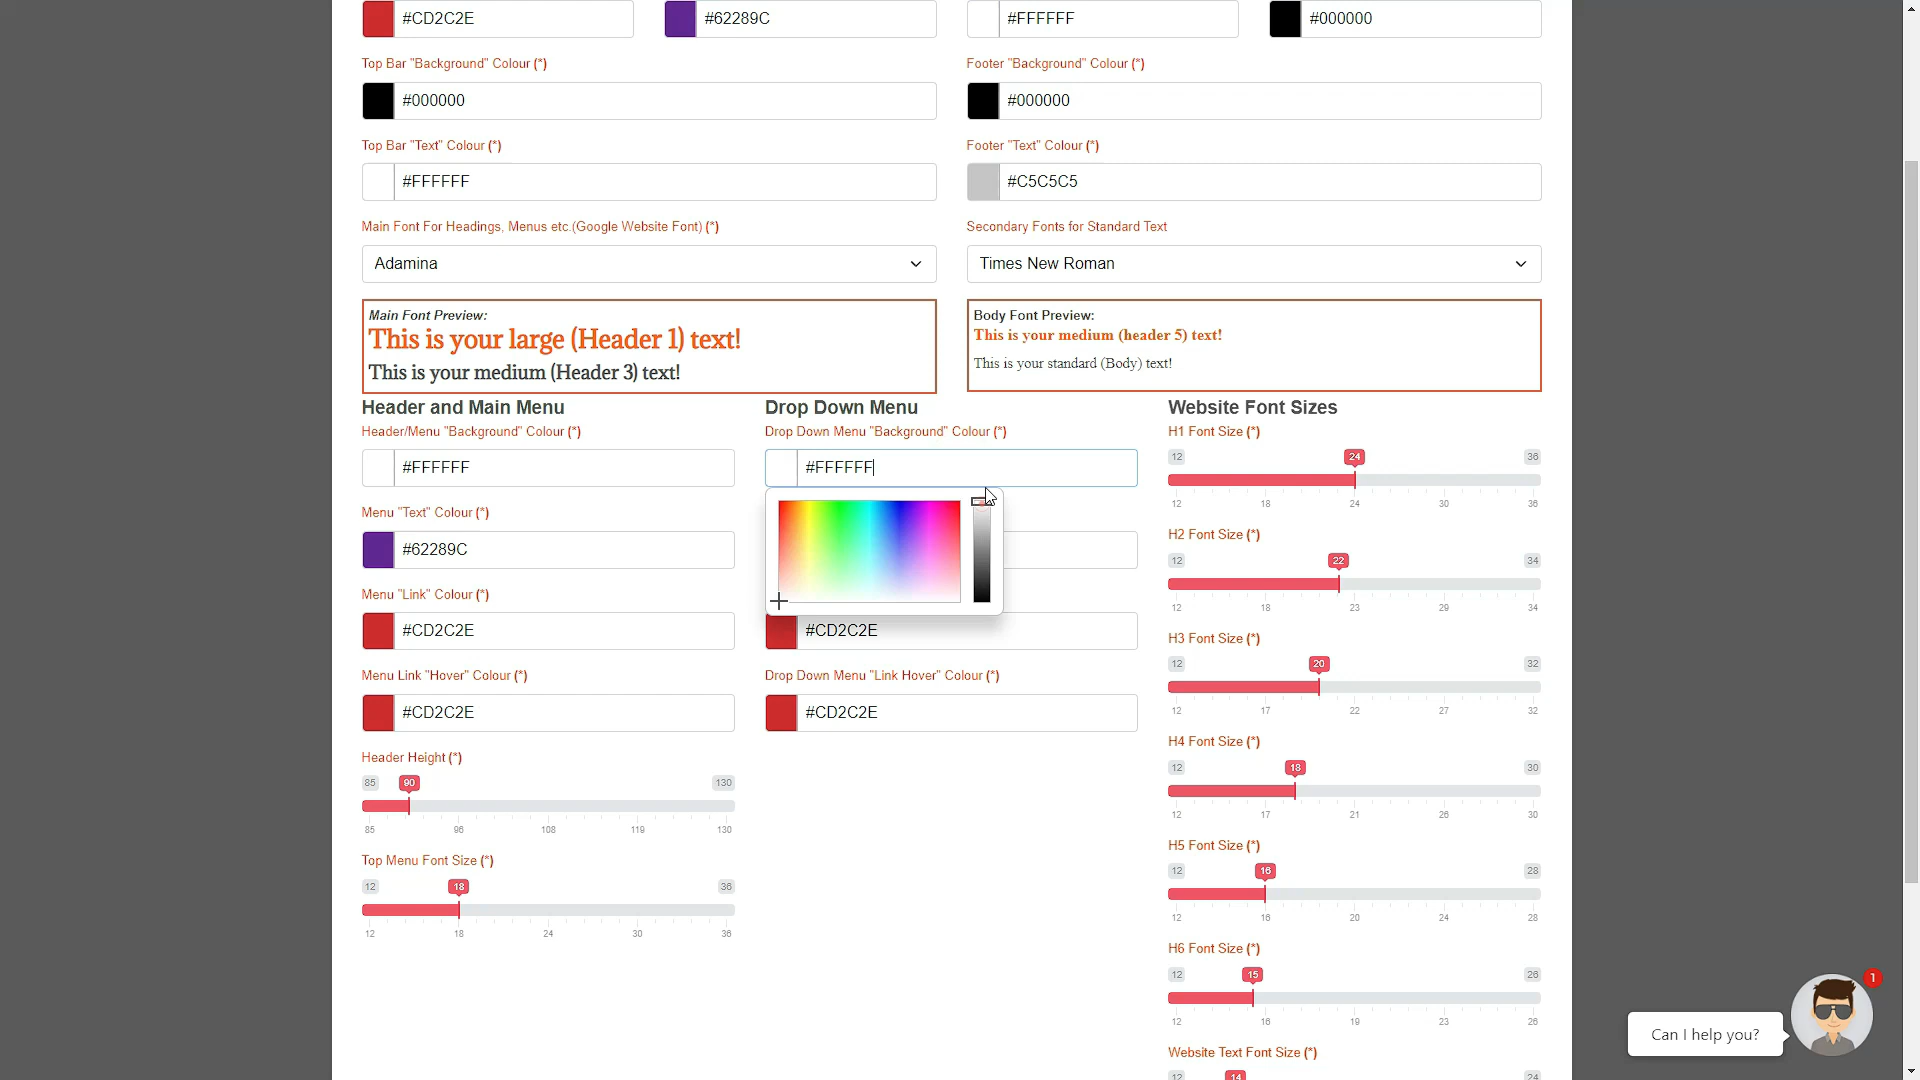 #CD2C2E
#62289C
#FFFFFF
#000000
Top Bar "Background" Colour (*)
Footer "Background" Colour (*)
#000000
#000000
Top Bar "Text" Colour (*)
Footer "Text" Colour (*)
#FFFFFF
#C5C5C5
Main Font For Headings, Menus etc.(Google Website Font) (*)
Secondary Fonts for Standard Text
Adamina
Times New Roman
Main Font Preview:
This is your large (Header 1) text!
This is your medium (Header 3) text!
Body Font Preview:
This is your medium (header 5) text!
This is your standard (Body) text!
Header and Main Menu
Header/Menu "Background" Colour (*)
#FFFFFF
Menu "Text" Colour (*)
#62289C
Menu "Link" Colour (*)
#CD2C2E
Menu Link "Hover" Colour (*)
#CD2C2E
Header Height (*)
85 90 130
85 96 108 119 130
Top Menu Font Size (*)
12 18 36
12 18 24 30 36
Drop Down Menu
Drop Down Menu "Background" Colour (*)
#FFFFFF
#CD2C2E
Drop Down Menu "Link Hover" Colour (*)
#CD2C2E
Website Font Sizes
H1 Font Size (*)
12 24 36
12 18 24 30 36
H2 Font Size (*)
12 22 34
12 18 23 29 34
H3 Font Size (*)
12 20 32
12 17 22 27 32
H4 Font Size (*)
12 18 30
12 17 21 26 30
H5 Font Size (*)
12 16 28
12 16 20 24 28
H6 Font Size (*)
12 15 26
12 16 19 23 26
Website Text Font Size (*)
12 14 24
1
Can I help you?